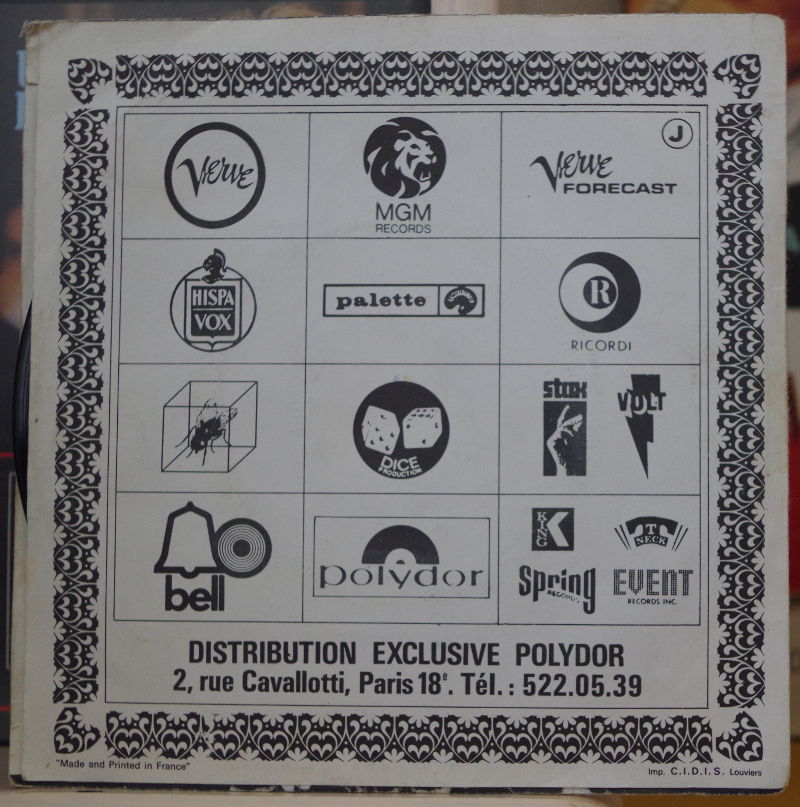 J
Verve
MGM
RECORDS
Verve
FORECAST
HISPA
VOX
palette
R
RICORDI
DICE
PRODUCTION
stax
VOLT
bell
polydor
KING
K
T
NECK
Spring
RECORDS
EVENT
RECORDS INC.
DISTRIBUTION EXCLUSIVE POLYDOR
2, rue Cavallotti, Paris 18e. Tél. : 522.05.39
"Made and Printed in France"
Imp. C.I.D.I.S. Louviers